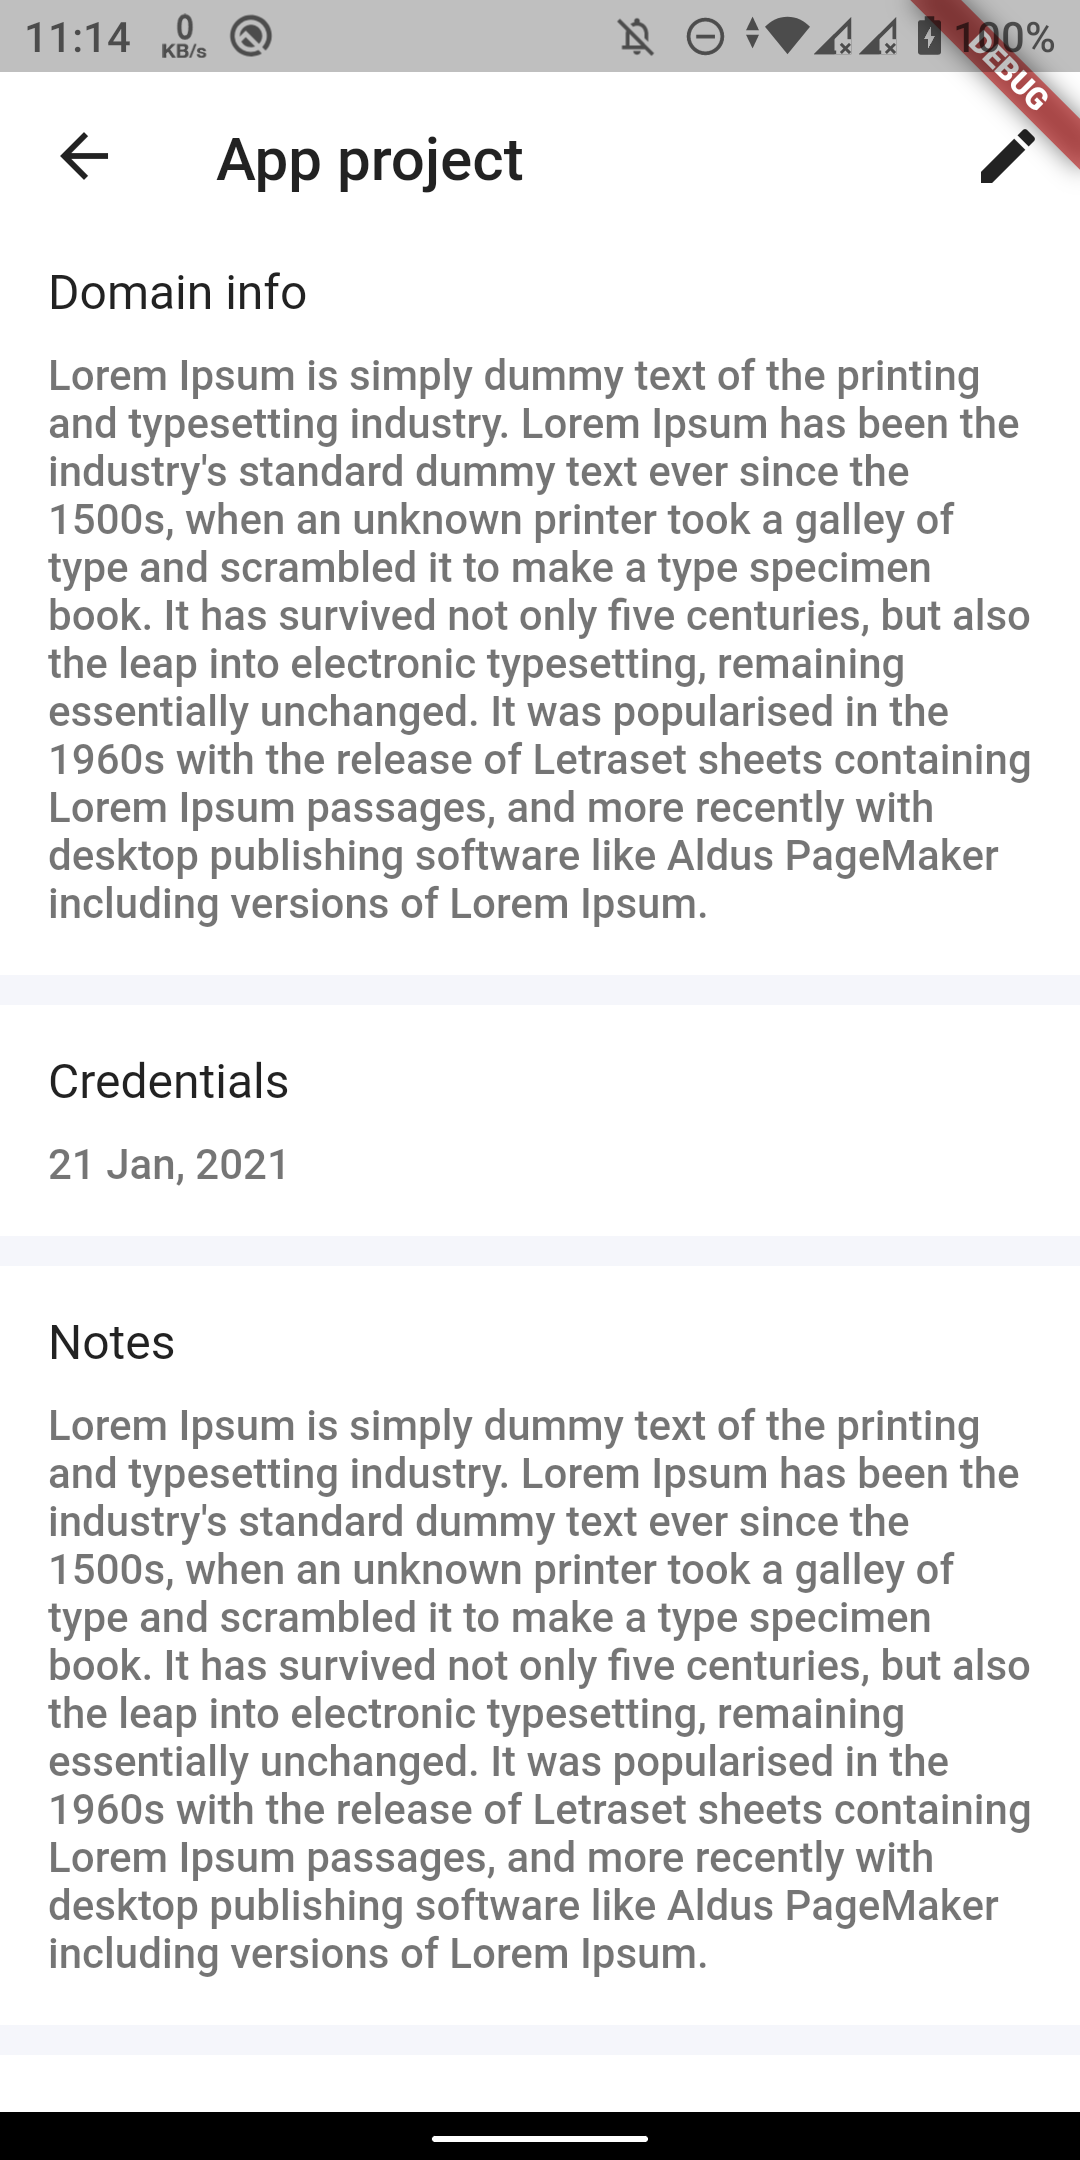 11:14
0
KB/s
100%
DEBUG
App project
Domain info
Lorem Ipsum is simply dummy text of the printing
and typesetting industry. Lorem Ipsum has been the
industry's standard dummy text ever since the
1500s, when an unknown printer took a galley of
type and scrambled it to make a type specimen
book. It has survived not only five centuries, but also
the leap into electronic typesetting, remaining
essentially unchanged. It was popularised in the
1960s with the release of Letraset sheets containing
Lorem Ipsum passages, and more recently with
desktop publishing software like Aldus PageMaker
including versions of Lorem Ipsum.
Credentials
21 Jan, 2021
Notes
Lorem Ipsum is simply dummy text of the printing
and typesetting industry. Lorem Ipsum has been the
industry's standard dummy text ever since the
1500s, when an unknown printer took a galley of
type and scrambled it to make a type specimen
book. It has survived not only five centuries, but also
the leap into electronic typesetting, remaining
essentially unchanged. It was popularised in the
1960s with the release of Letraset sheets containing
Lorem Ipsum passages, and more recently with
desktop publishing software like Aldus PageMaker
including versions of Lorem Ipsum.